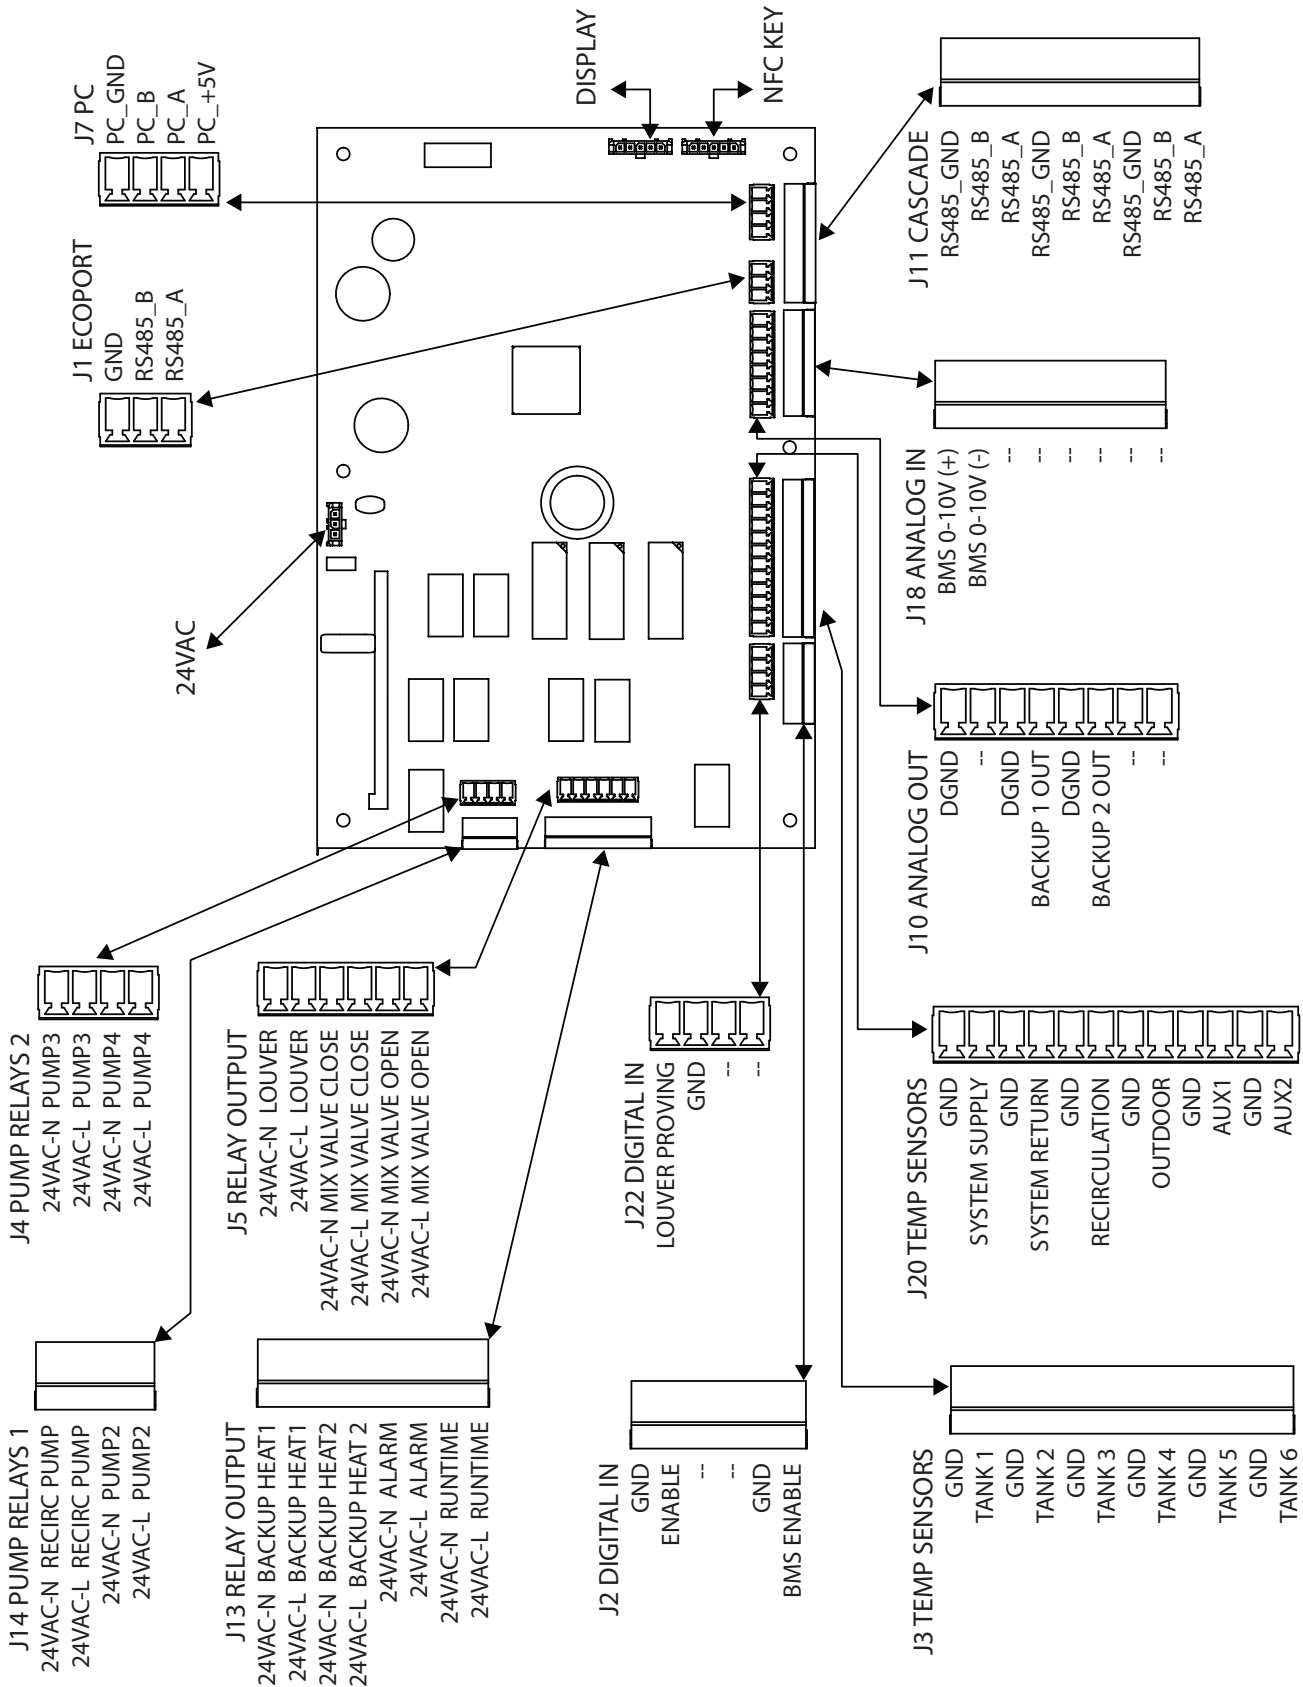 J14 PUMP RELAYS 1
24VAC-N RECIRC PUMP
24VAC-L RECIRC PUMP
24VAC-N PUMP2
24VAC-L PUMP2
J4 PUMP RELAYS 2
24VAC-N PUMP3
24VAC-L PUMP3
24VAC-N PUMP4
24VAC-L PUMP4
24VAC
J1 ECOPORT
GND
RS485_B
RS485_A
J7 PC
PC_GND
PC_B
PC_A
PC_+5V
J13 RELAY OUTPUT
24VAC-N BACKUP HEAT1
24VAC-L BACKUP HEAT1
24VAC-N BACKUP HEAT2
24VAC-L BACKUP HEAT 2
24VAC-N ALARM
24VAC-L ALARM
24VAC-N RUNTIME
24VAC-L RUNTIME
J5 RELAY OUTPUT
24VAC-N LOUVER
24VAC-L LOUVER
24VAC-N MIX VALVE CLOSE
24VAC-L MIX VALVE CLOSE
24VAC-N MIX VALVE OPEN
24VAC-L MIX VALVE OPEN
DISPLAY
NFC KEY
J2 DIGITAL IN
GND
ENABLE
--
--
GND
BMS ENABLE
J22 DIGITAL IN
LOUVER PROVING
GND
--
--
J3 TEMP SENSORS
GND
TANK 1
GND
TANK 2
GND
TANK 3
GND
TANK 4
GND
TANK 5
GND
TANK 6
J20 TEMP SENSORS
GND
SYSTEM SUPPLY
GND
SYSTEM RETURN
GND
RECIRCULATION
GND
OUTDOOR
GND
AUX1
GND
AUX2
J10 ANALOG OUT
DGND
--
DGND
BACKUP 1 OUT
DGND
BACKUP 2 OUT
--
--
J18 ANALOG IN
BMS 0-10V (+)
BMS 0-10V (-)
--
--
--
--
--
--
J11 CASCADE
RS485_GND
RS485_B
RS485_A
RS485_GND
RS485_B
RS485_A
RS485_GND
RS485_B
RS485_A